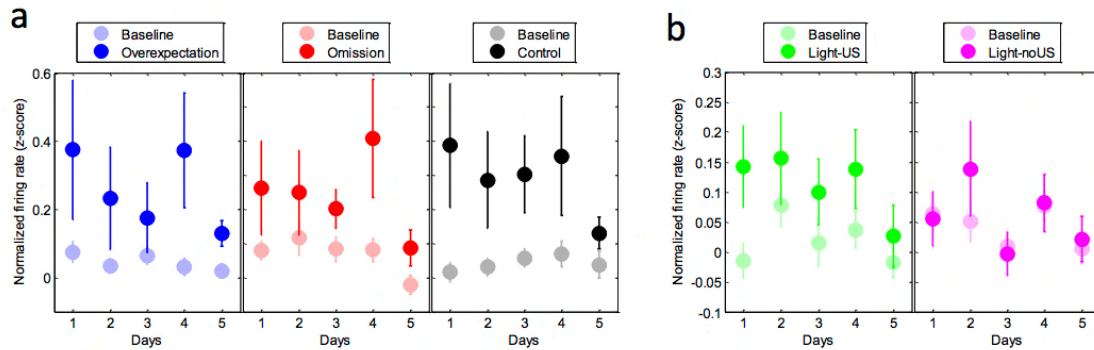 a
Baseline
Overexpectation
Baseline
Omission
Baseline
Control
Normalized firing rate (z-score)
0.6
0.4
0.2
0
1 2 3 4 5
1 2 3 4 5
1 2 3 4 5
Days
Days
Days
b
Baseline
Light-US
Baseline
Light-noUS
Normalized firing rate (z-score)
0.3
0.25
0.2
0.15
0.1
0.05
0
-0.05
-0.1
1 2 3 4 5
1 2 3 4 5
Days
Days